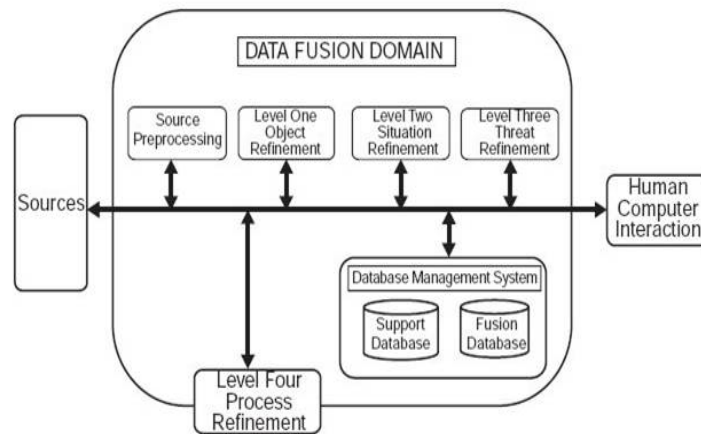 DATA FUSION DOMAIN
Source
Preprocessing
Level One
Object
Refinement
Level Two
Situation
Refinement
Level Three
Threat
Refinement
Sources
Human
Computer
Interaction
Database Management System
Support
Database
Fusion
Database
Level Four
Process
Refinement